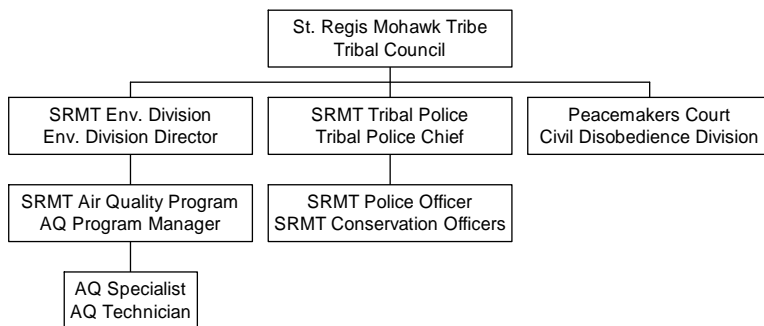 St. Regis Mohawk Tribe
Tribal Council
SRMT Env. Division
Env. Division Director
SRMT Tribal Police
Tribal Police Chief
Peacemakers Court
Civil Disobedience Division
SRMT Air Quality Program
AQ Program Manager
SRMT Police Officer
SRMT Conservation Officers
AQ Specialist
AQ Technician